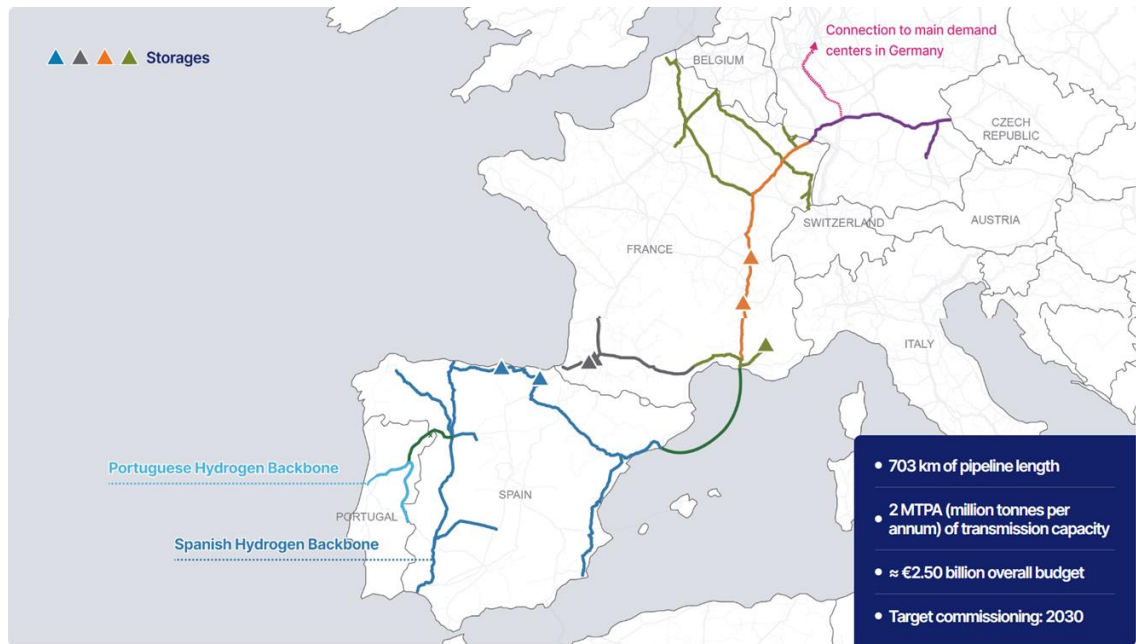 Storages
Connection to main demand
centers in Germany
BELGIUM
CZECH
REPUBLIC
SWITZERLAND
AUSTRIA
FRANCE
ITALY
Portuguese Hydrogen Backbone
SPAIN
PORTUGAL
Spanish Hydrogen Backbone
• 703 km of pipeline length
• 2 MTPA (million tonnes per
annum) of transmission capacity
• ≈ €2.50 billion overall budget
• Target commissioning: 2030